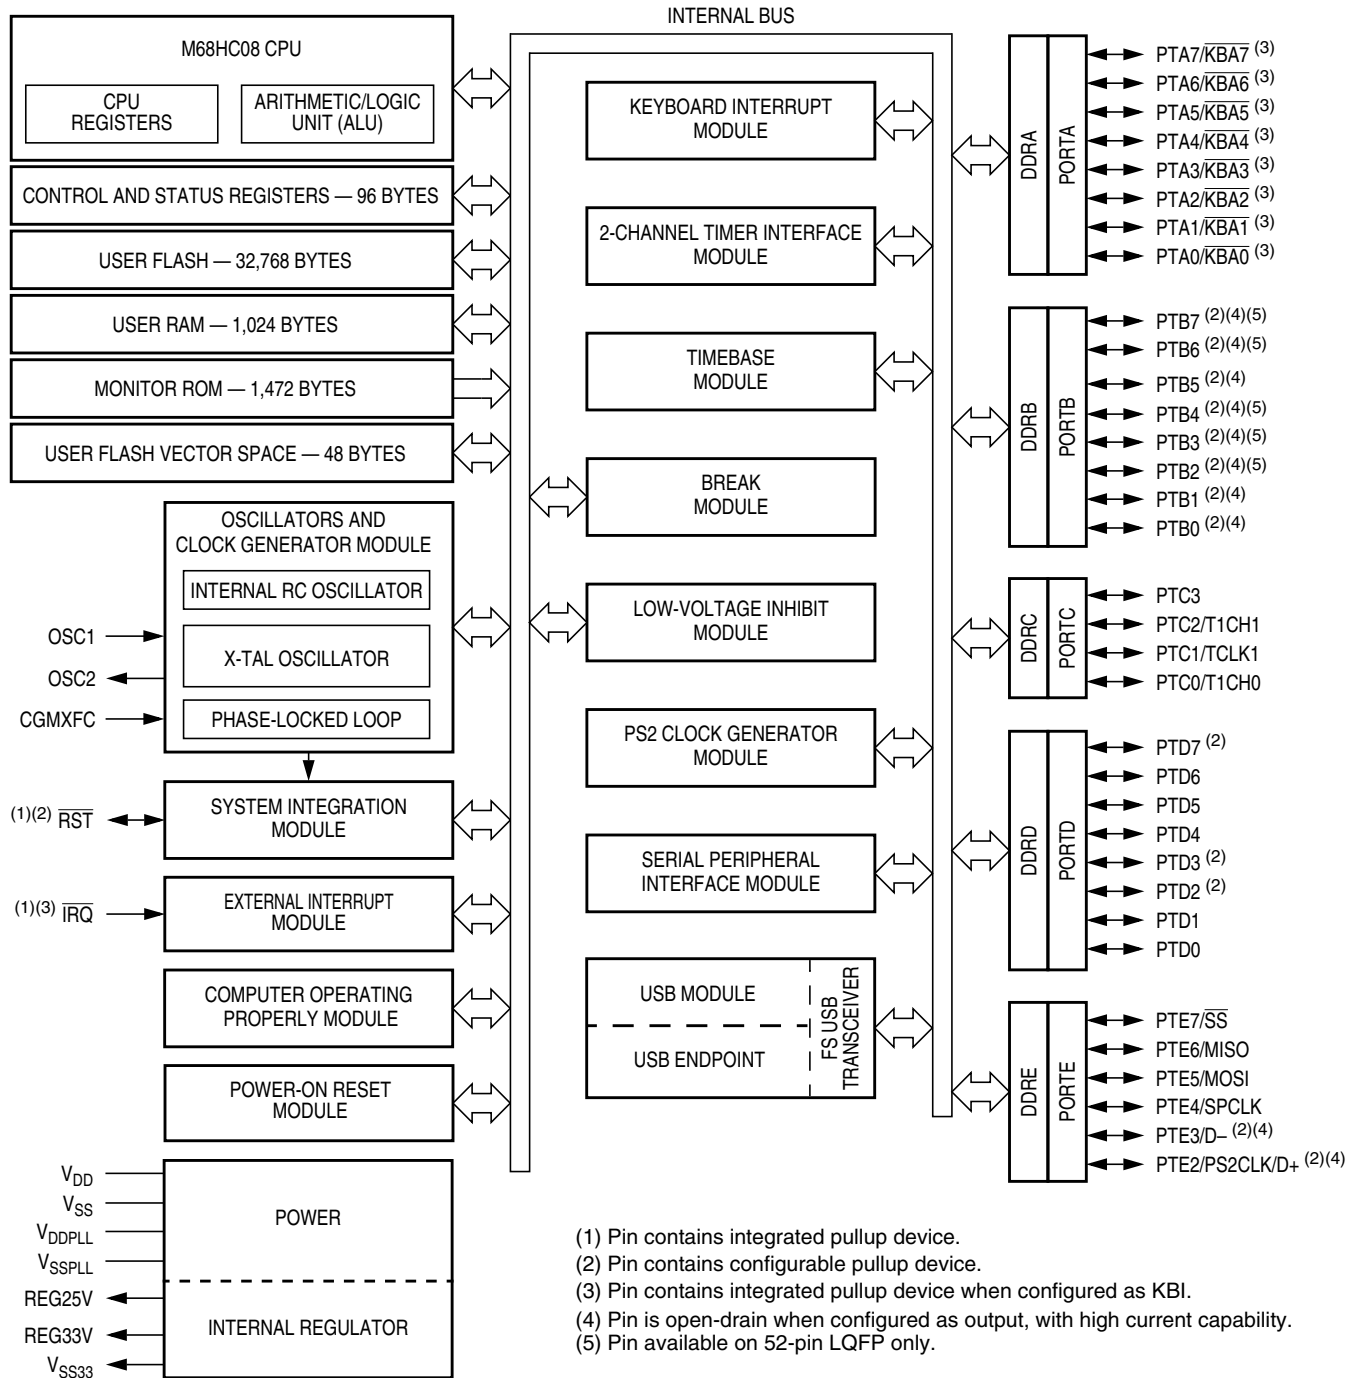 INTERNAL BUS
M68HC08 CPU
CPU
REGISTERS
ARITHMETIC/LOGIC
UNIT (ALU)
CONTROL AND STATUS REGISTERS — 96 BYTES
USER FLASH — 32,768 BYTES
USER RAM — 1,024 BYTES
MONITOR ROM — 1,472 BYTES
USER FLASH VECTOR SPACE — 48 BYTES
OSCILLATORS AND
CLOCK GENERATOR MODULE
INTERNAL RC OSCILLATOR
X-TAL OSCILLATOR
PHASE-LOCKED LOOP
OSC1
OSC2
CGMXFC
SYSTEM INTEGRATION
MODULE
(1)(2) RST
EXTERNAL INTERRUPT
MODULE
(1)(3) IRQ
COMPUTER OPERATING
PROPERLY MODULE
POWER-ON RESET
MODULE
VDD
VSS
VDDPLL
VSSPLL
POWER
REG25V
REG33V
VSS33
INTERNAL REGULATOR
KEYBOARD INTERRUPT
MODULE
2-CHANNEL TIMER INTERFACE
MODULE
TIMEBASE
MODULE
BREAK
MODULE
LOW-VOLTAGE INHIBIT
MODULE
PS2 CLOCK GENERATOR
MODULE
SERIAL PERIPHERAL
INTERFACE MODULE
USB MODULE
USB ENDPOINT
FS USB
TRANSCEIVER
DDRA
PORTA
PTA7/KBA7 (3)
PTA6/KBA6 (3)
PTA5/KBA5 (3)
PTA4/KBA4 (3)
PTA3/KBA3 (3)
PTA2/KBA2 (3)
PTA1/KBA1 (3)
PTA0/KBA0 (3)
DDRB
PORTB
PTB7 (2)(4)(5)
PTB6 (2)(4)(5)
PTB5 (2)(4)
PTB4 (2)(4)(5)
PTB3 (2)(4)(5)
PTB2 (2)(4)(5)
PTB1 (2)(4)
PTB0 (2)(4)
DDRC
PORTC
PTC3
PTC2/T1CH1
PTC1/TCLK1
PTC0/T1CH0
DDRD
PORTD
PTD7 (2)
PTD6
PTD5
PTD4
PTD3 (2)
PTD2 (2)
PTD1
PTD0
DDRE
PORTE
PTE7/SS
PTE6/MISO
PTE5/MOSI
PTE4/SPCLK
PTE3/D– (2)(4)
PTE2/PS2CLK/D+ (2)(4)
(1) Pin contains integrated pullup device.
(2) Pin contains configurable pullup device.
(3) Pin contains integrated pullup device when configured as KBI.
(4) Pin is open-drain when configured as output, with high current capability.
(5) Pin available on 52-pin LQFP only.